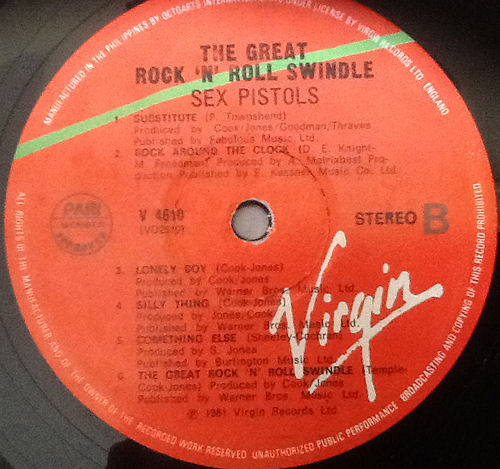 MANUFACTURED IN THE PHILIPPINES BY OCTOARTS INTERNATIONAL UNDER LICENSE BY VIRGIN RECORDS LTD. ENGLAND
THE GREAT
ROCK 'N' ROLL SWINDLE
SEX PISTOLS
1. SUBSTITUTE (P. Townshend)
Produced by Cook/Jones/Goodman/Thraves
Published by Fabulous Music Ltd.
2. ROCK AROUND THE CLOCK (D. E. Knight-
M. Freedman) Produced by A. Matrixbest Pro-
duction Published by E. Kassner Music Co. Ltd.
V 4610
(VD2510)
STEREO B
3. LONELY BOY (Cook-Jones)
Produced by Cook/Jones
Published by Warner Bros. Music Ltd.
4. SILLY THING (Cook-Jones)
Produced by Jones/Cook
Published by Warner Bros. Music Ltd.
5. COMETHING ELSE (Sheeley-Cochran)
Produced by S. Jones
Published by Burlington Music Ltd.
6. THE GREAT ROCK 'N' ROLL SWINDLE (Temple-
Cook-Jones) Produced by Cook/Jones
Published by Warner Bros. Music Ltd.
℗ 1981 Virgin Records Ltd
Virgin
ALL RIGHTS OF THE MANUFACTURER AND OF THE OWNER OF THE RECORDED WORK RESERVED UNAUTHORIZED PUBLIC PERFORMANCE BROADCASTING AND COPYING OF THIS RECORD PROHIBITED